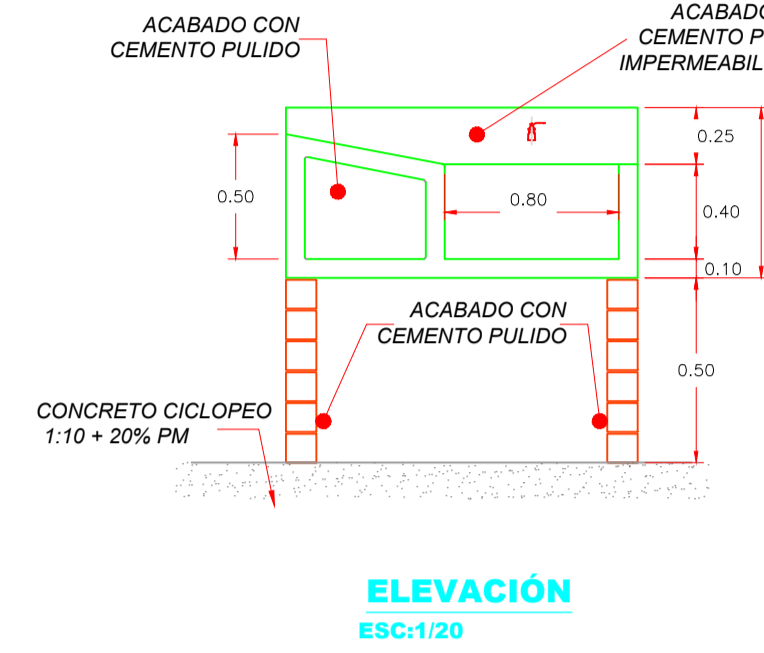 ACABADO CON
CEMENTO PULIDO
ACABADO
CEMENTO P
IMPERMEABIL
0.25
0.50
0.80
0.40
0.10
ACABADO CON
CEMENTO PULIDO
0.50
CONCRETO CICLOPEO
1:10 + 20% PM
ELEVACIÓN
ESC:1/20